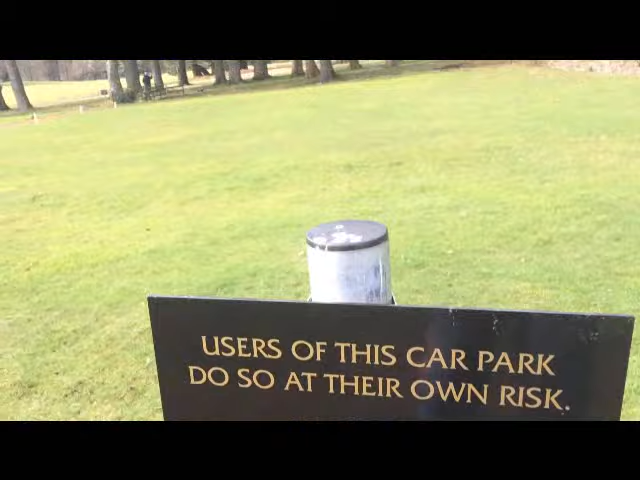 USERS OF THIS CAR PARK
DO SO AT THEIR OWN RISK.